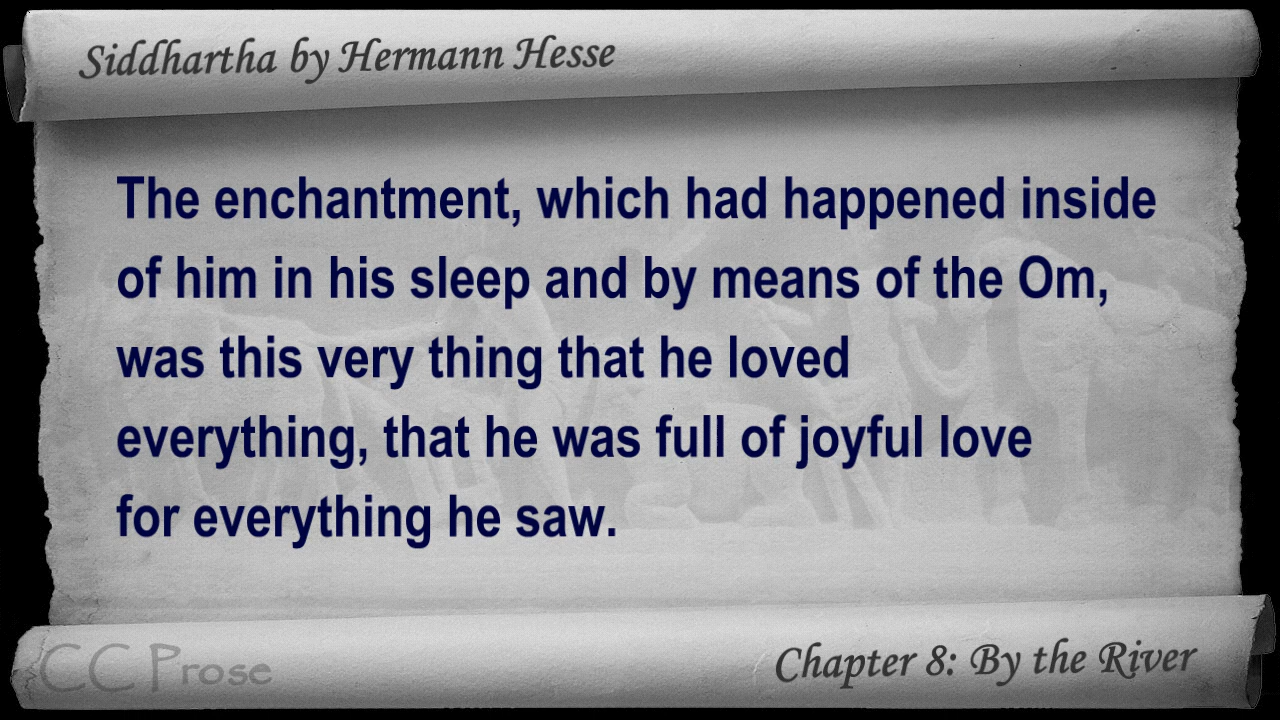 Siddhartha by Hermann Hesse
The enchantment, which had happened inside
of him in his sleep and by means of the Om,
was this very thing that he loved
everything, that he was full of joyful love
for everything he saw.
CC Prose
Chapter 8: By the River